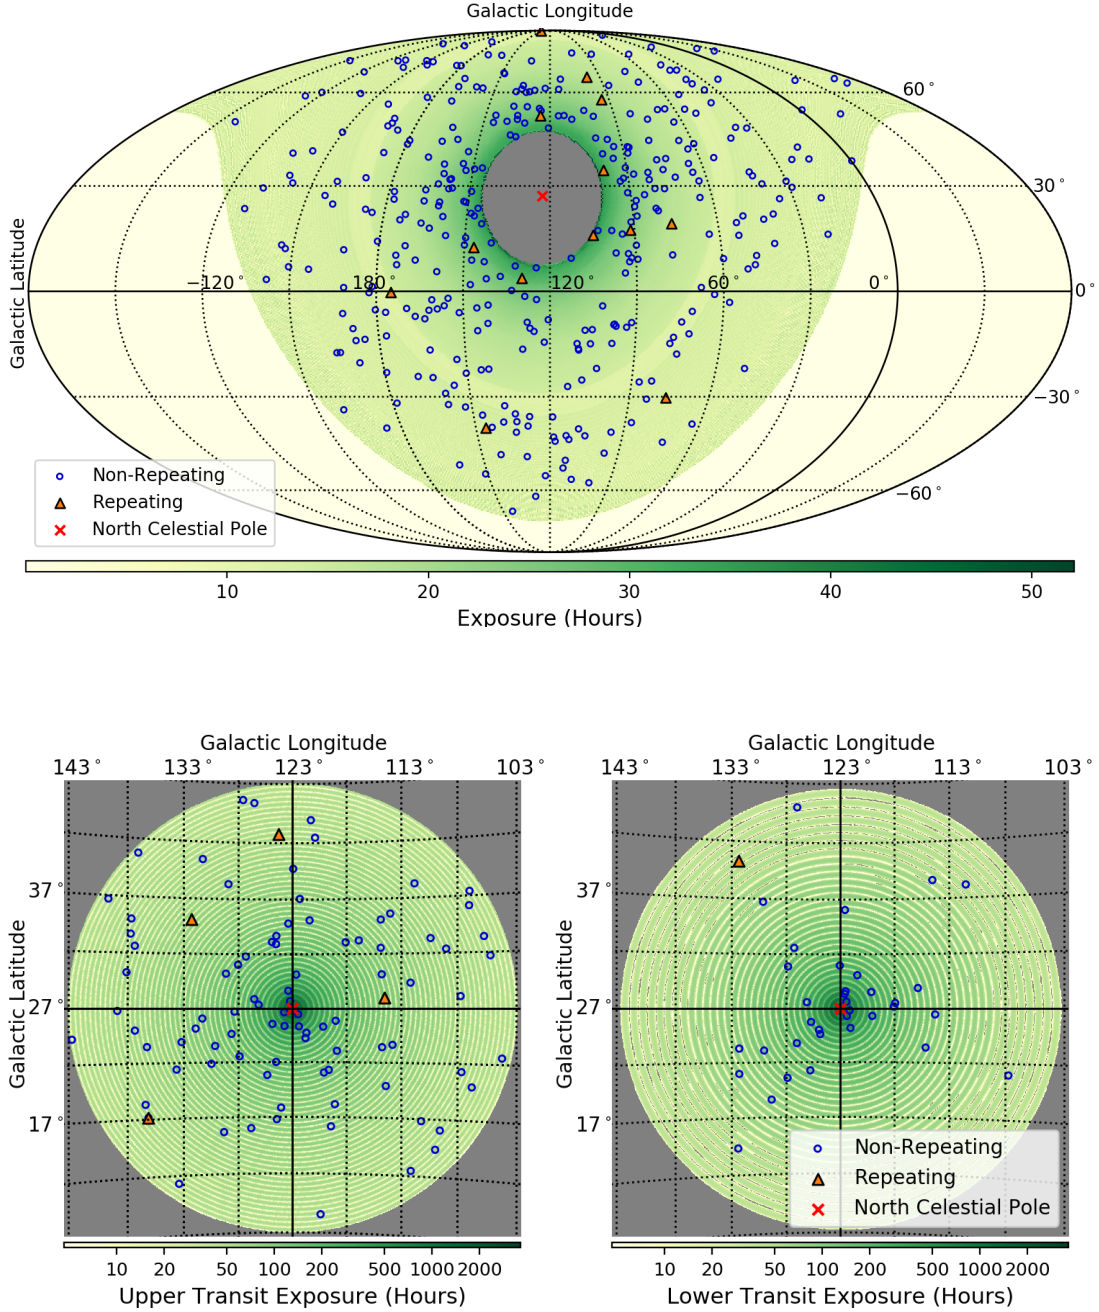 Galactic Longitude
60°
30°
Galactic Latitude
−120° 180° 120° 60° 0° 0°
−30°
−60°
Non-Repeating
Repeating
North Celestial Pole
10 20 30 40 50
Exposure (Hours)
Galactic Longitude
143° 133° 123° 113° 103°
37°
Galactic Latitude
27°
17°
10 20 50 100 200 500 1000 2000
Upper Transit Exposure (Hours)
Galactic Longitude
143° 133° 123° 113° 103°
37°
Galactic Latitude
27°
17°
Non-Repeating
Repeating
North Celestial Pole
10 20 50 100 200 500 1000 2000
Lower Transit Exposure (Hours)